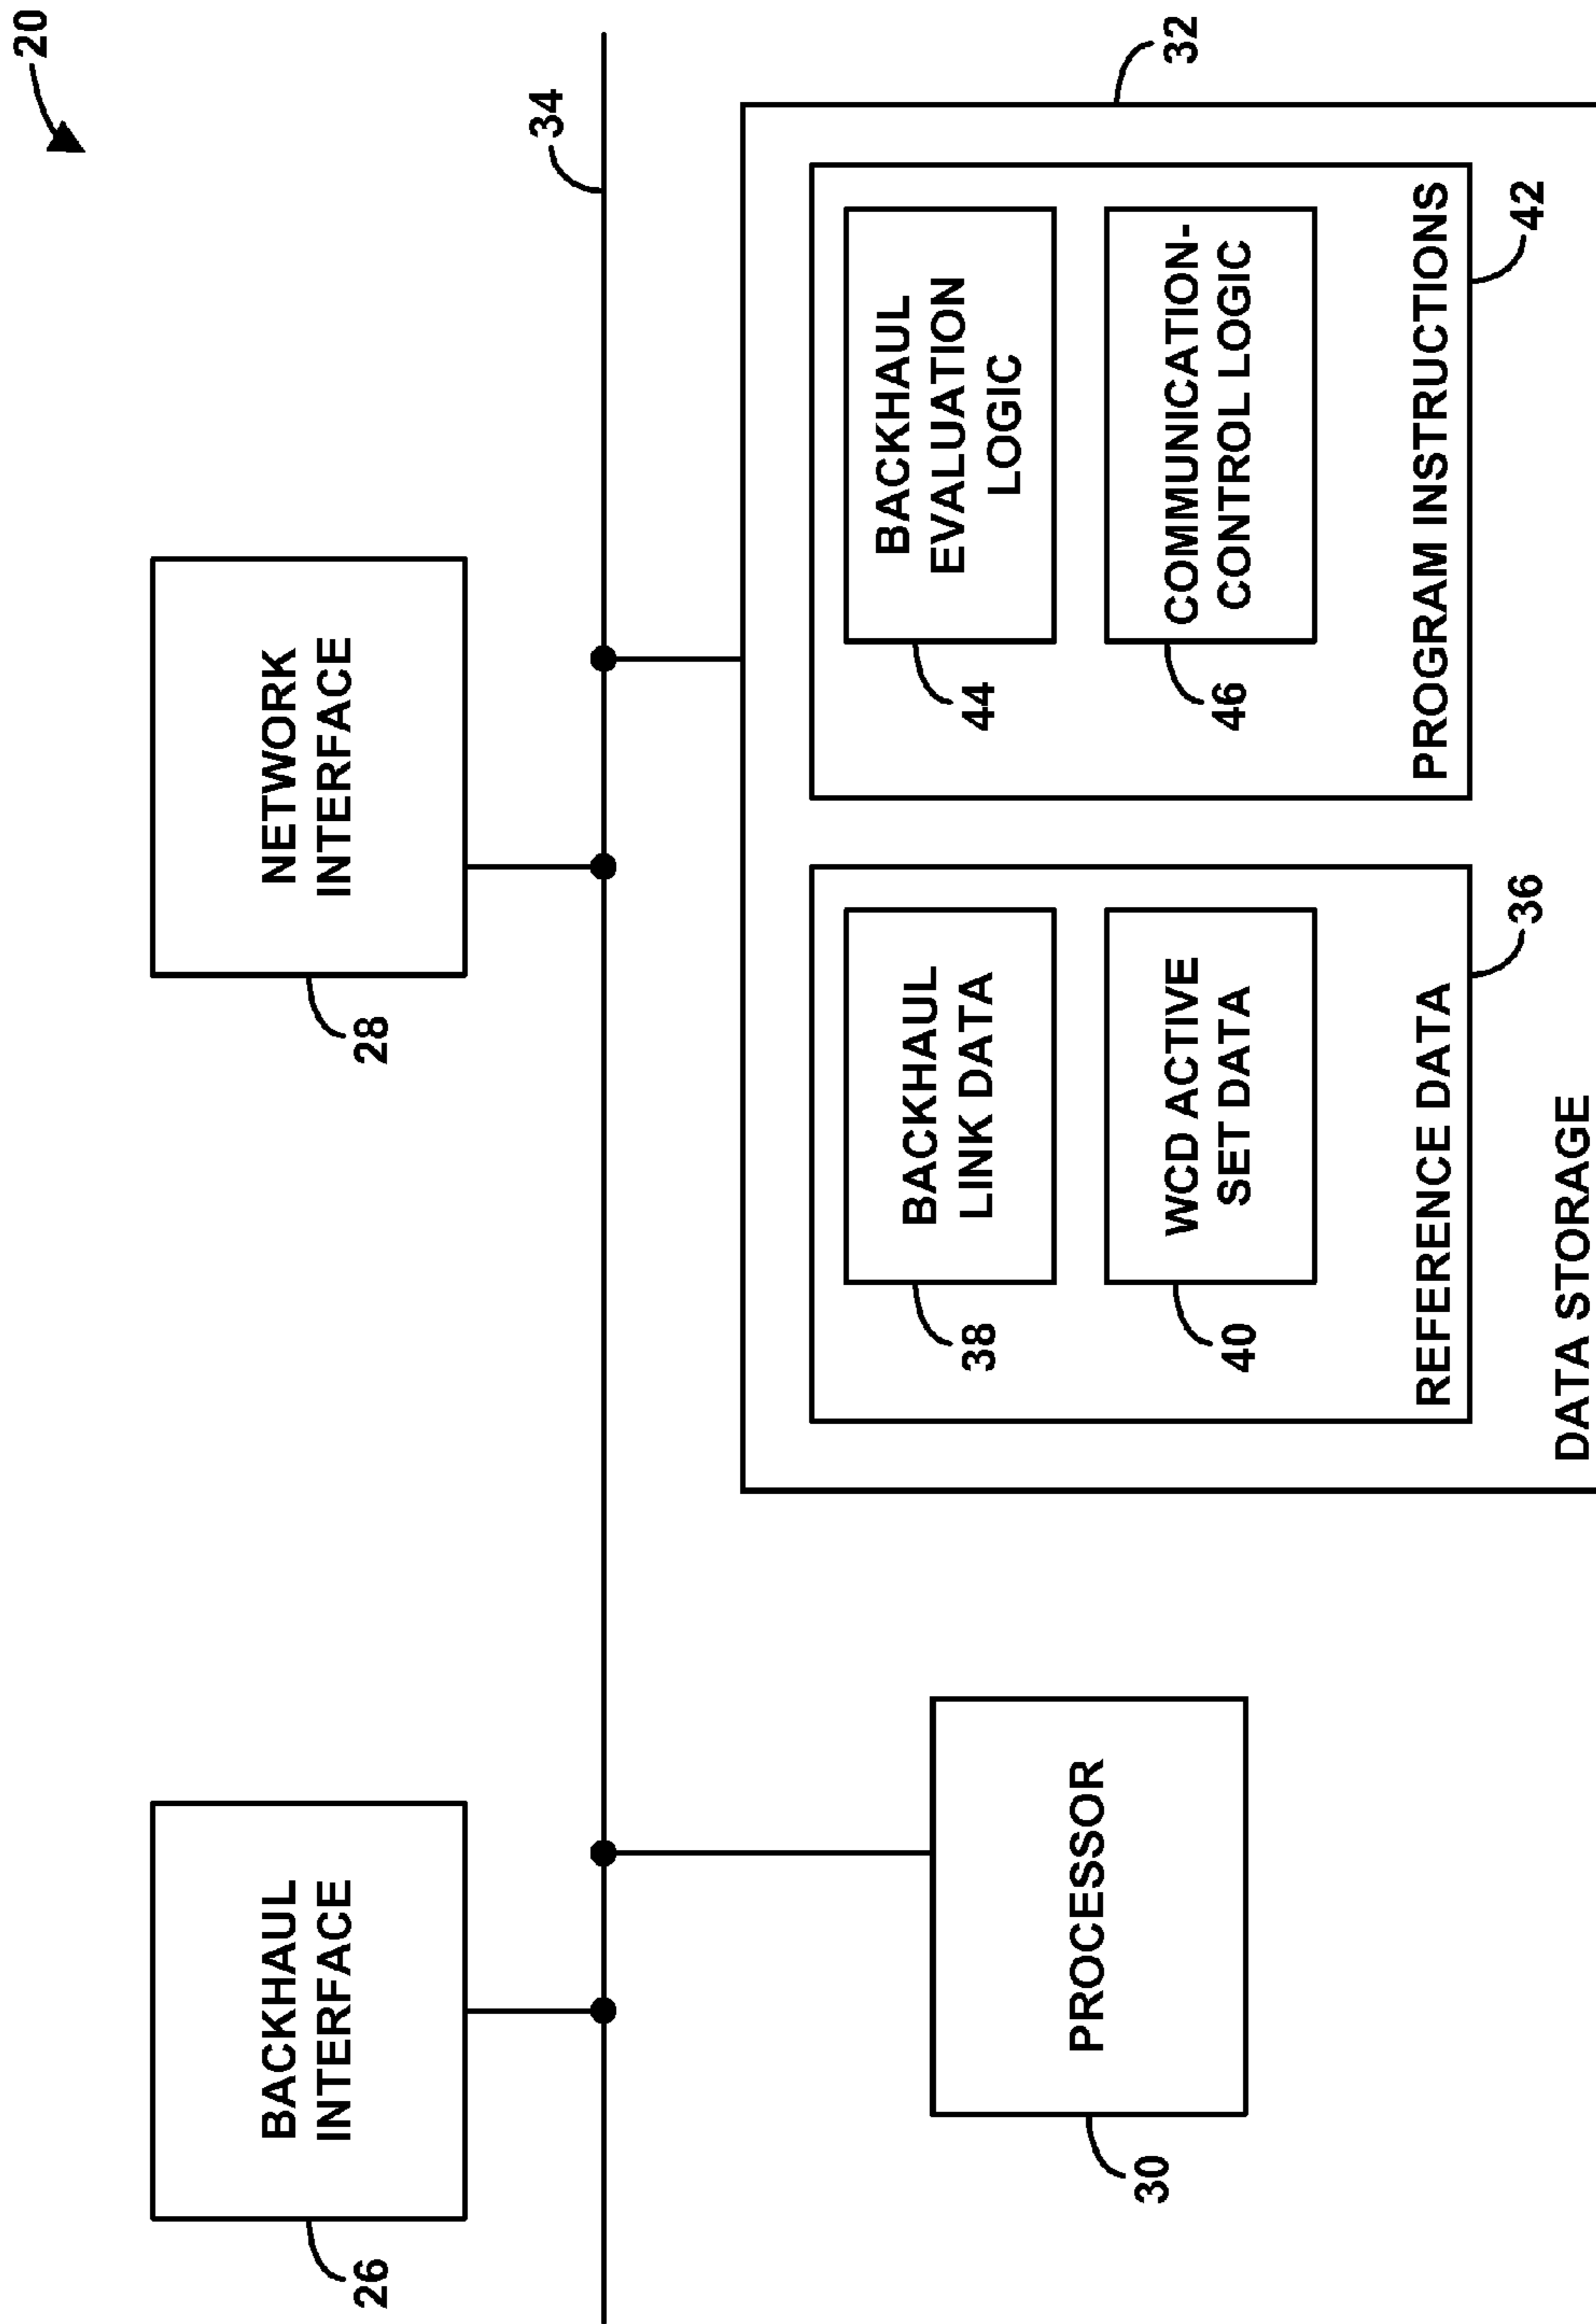 20
BACKHAUL
INTERFACE
26
NETWORK
INTERFACE
28
34
PROCESSOR
30
32
BACKHAUL
LINK DATA
38
WCD ACTIVE
SET DATA
40
REFERENCE DATA
36
BACKHAUL
EVALUATION
LOGIC
44
COMMUNICATION-
CONTROL LOGIC
46
PROGRAM INSTRUCTIONS
42
DATA STORAGE